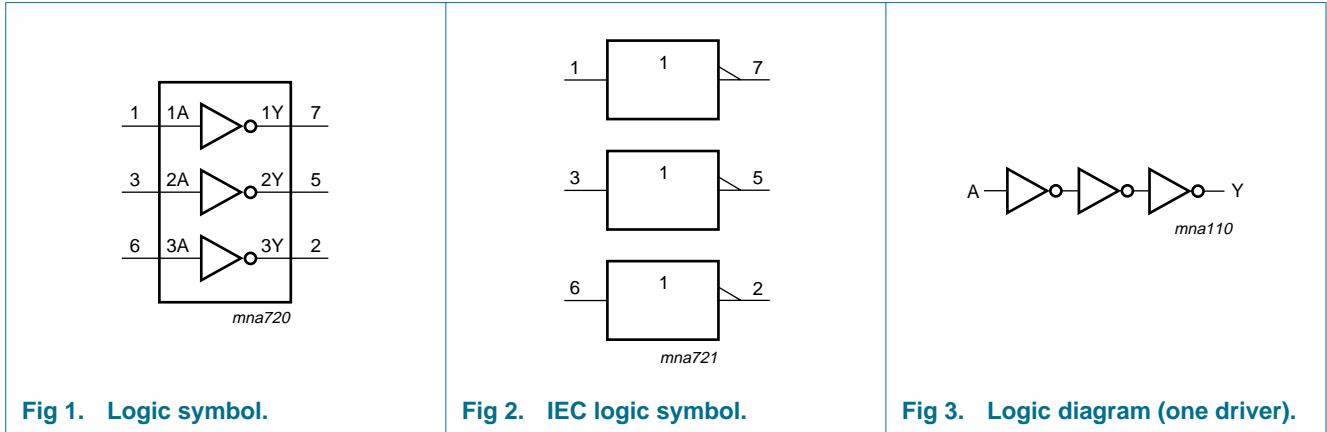 1 1A 1Y 7
3 2A 2Y 5
6 3A 3Y 2
mna720
Fig 1. Logic symbol.
1 1 7
3 1 5
6 1 2
mna721
Fig 2. IEC logic symbol.
A Y
mna110
Fig 3. Logic diagram (one driver).